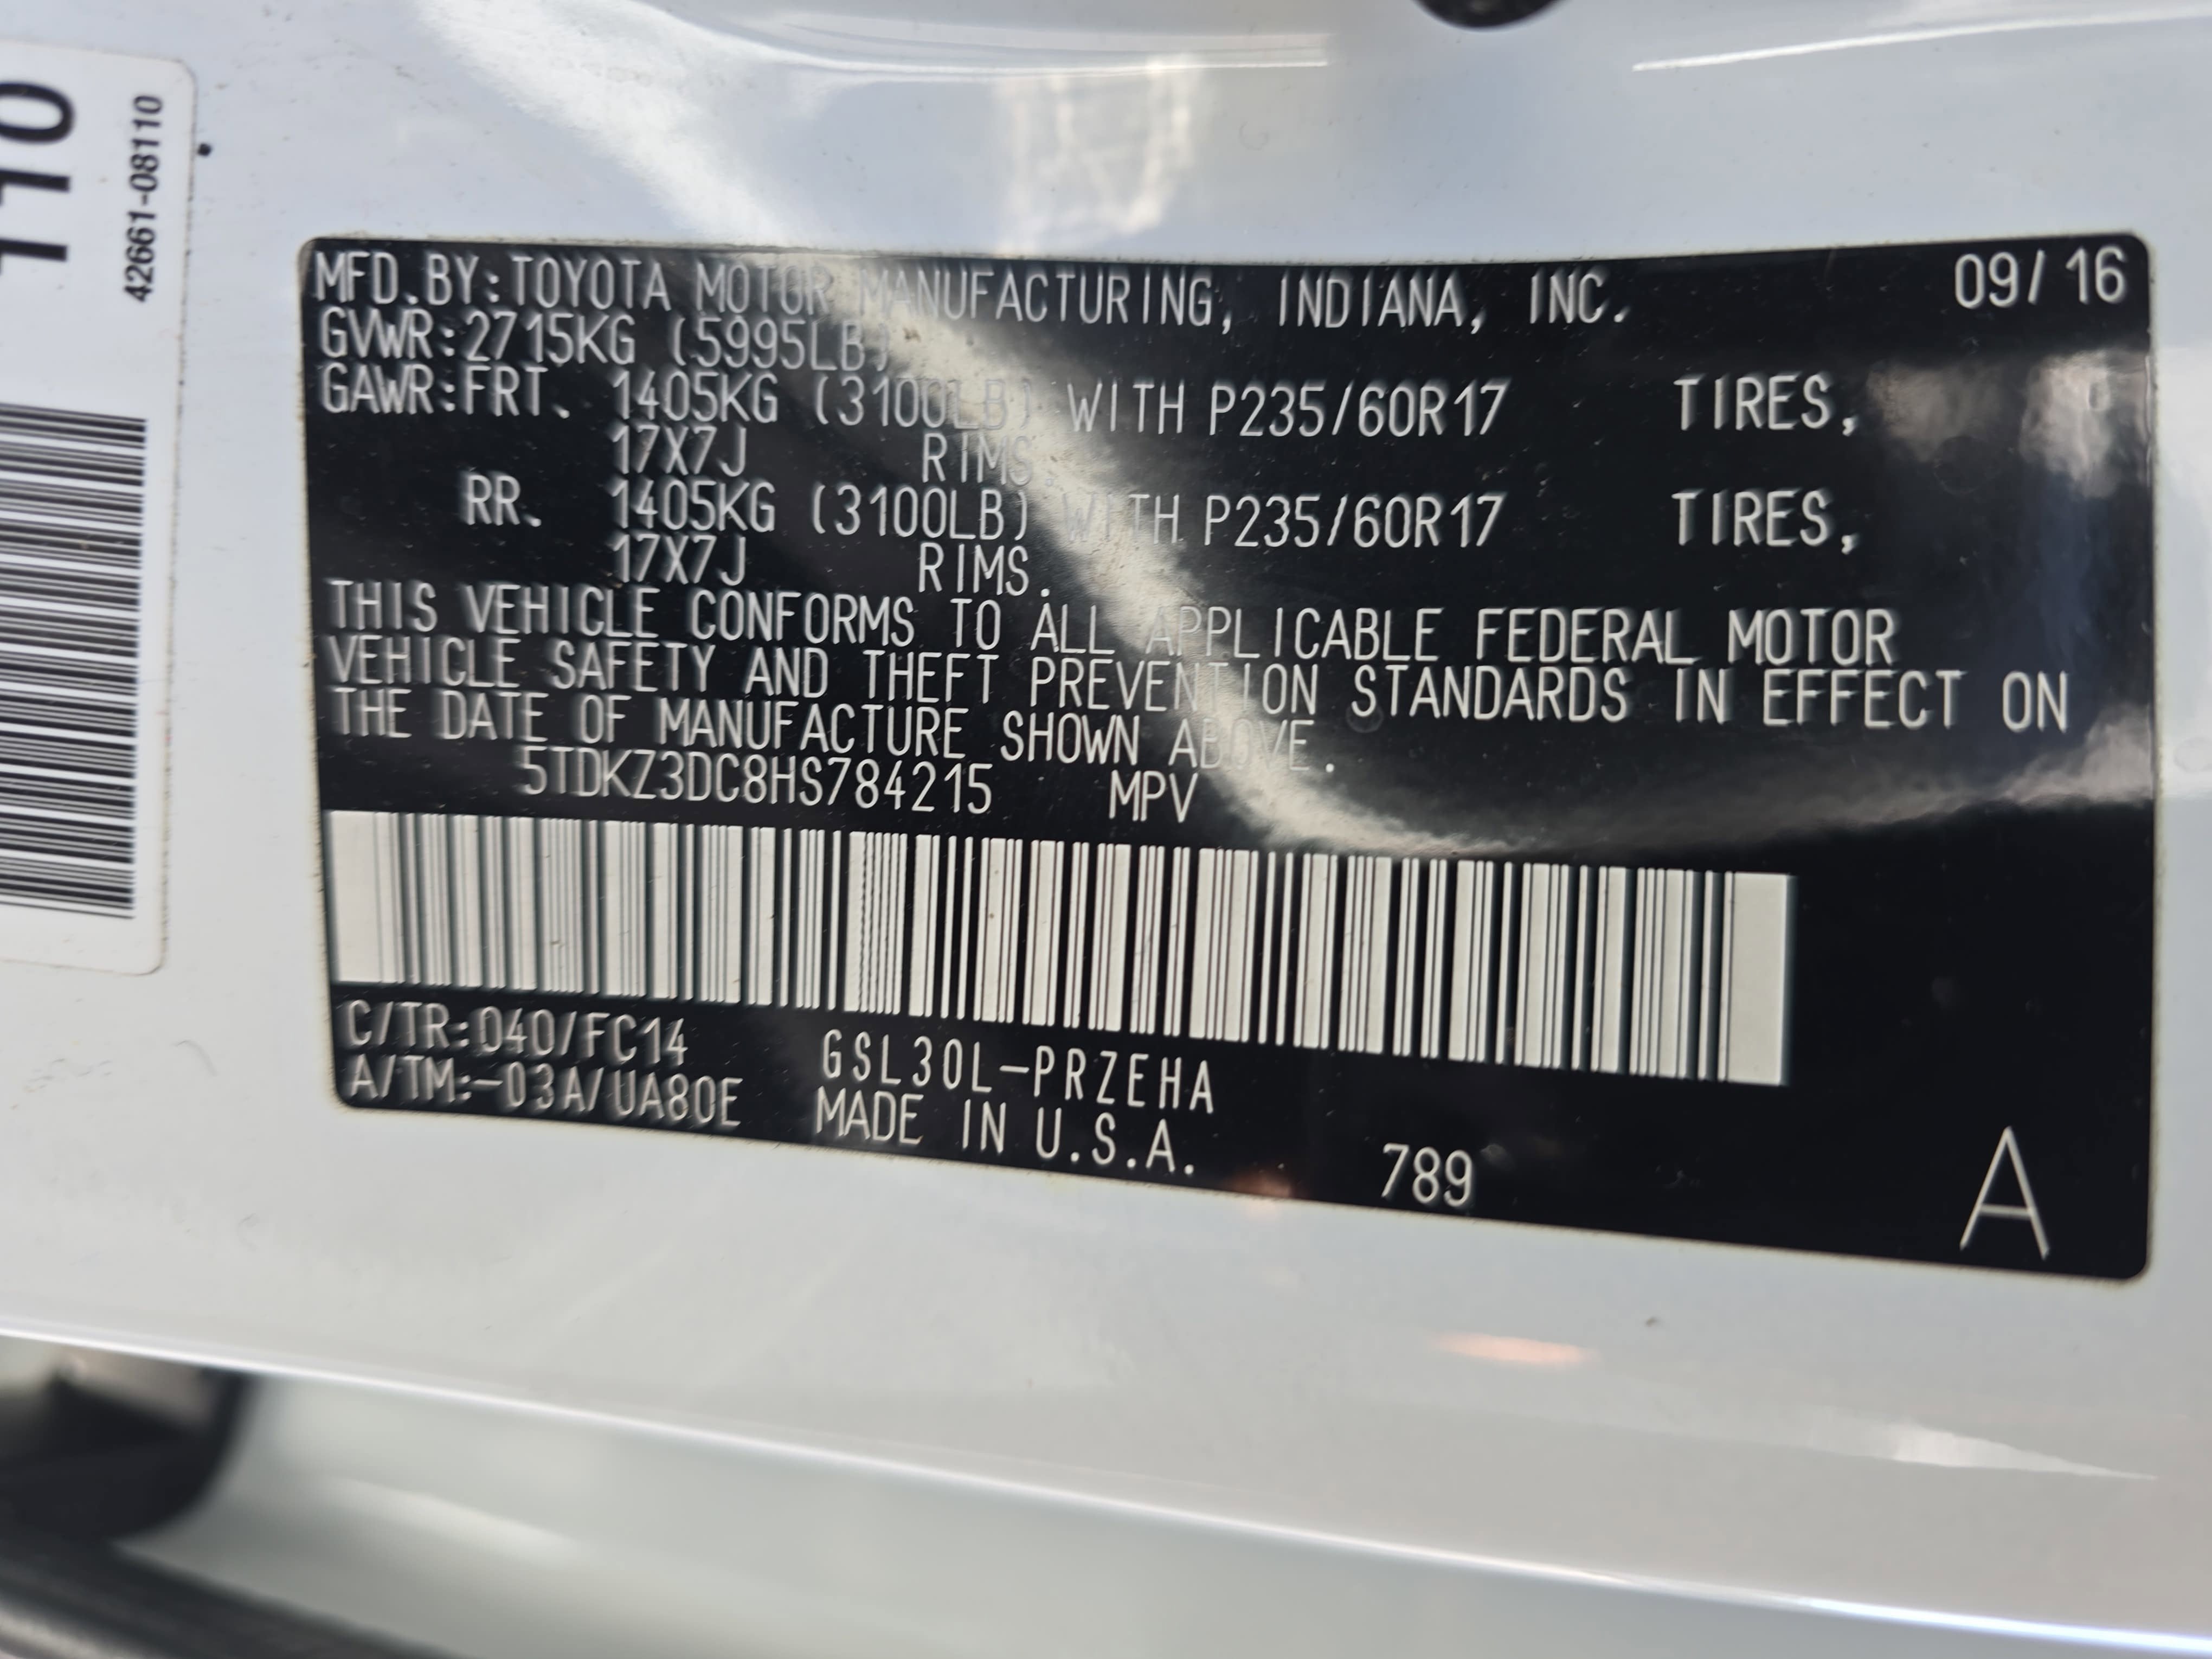 110
42661-08110
MFD.BY:TOYOTA MOTOR MANUFACTURING, INDIANA, INC. 09/16
GVWR:2715KG (5995LB)
GAWR:FRT. 1405KG (3100LB) WITH P235/60R17 TIRES,
17X7J RIMS.
RR. 1405KG (3100LB) WITH P235/60R17 TIRES,
17X7J RIMS.
THIS VEHICLE CONFORMS TO ALL APPLICABLE FEDERAL MOTOR
VEHICLE SAFETY AND THEFT PREVENTION STANDARDS IN EFFECT ON
THE DATE OF MANUFACTURE SHOWN ABOVE.
5TDKZ3DC8HS784215 MPV
C/TR:040/FC14 GSL30L-PRZEHA
A/TM:-03A/UA80E MADE IN U.S.A. 789 A